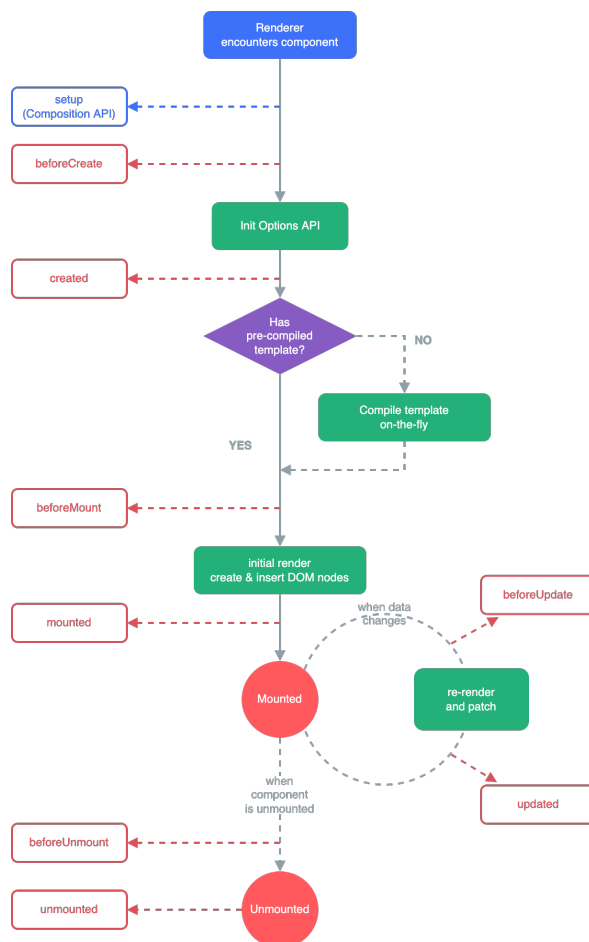 Renderer
encounters component
setup
(Composition API)
beforeCreate
Init Options API
created
Has
pre-compiled
template?
NO
Compile template
on-the-fly
YES
beforeMount
initial render
create & insert DOM nodes
beforeUpdate
when data
changes
mounted
Mounted
re-render
and patch
when
component
is unmounted
updated
beforeUnmount
unmounted
Unmounted